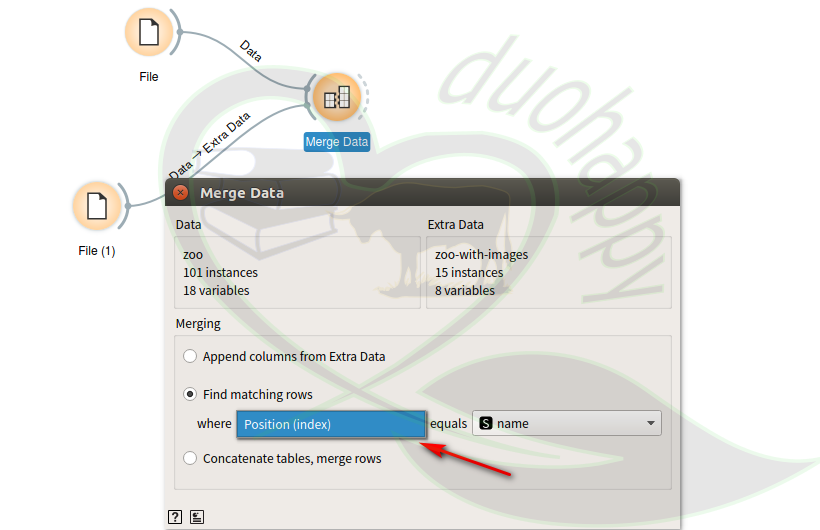 File
Data
Merge Data
Data → Extra Data
File (1)
Merge Data
Data
Extra Data
zoo
101 instances
18 variables
zoo-with-images
15 instances
8 variables
Merging
Append columns from Extra Data
Find matching rows
where Position (index) equals S name
Concatenate tables, merge rows
?
duohappy